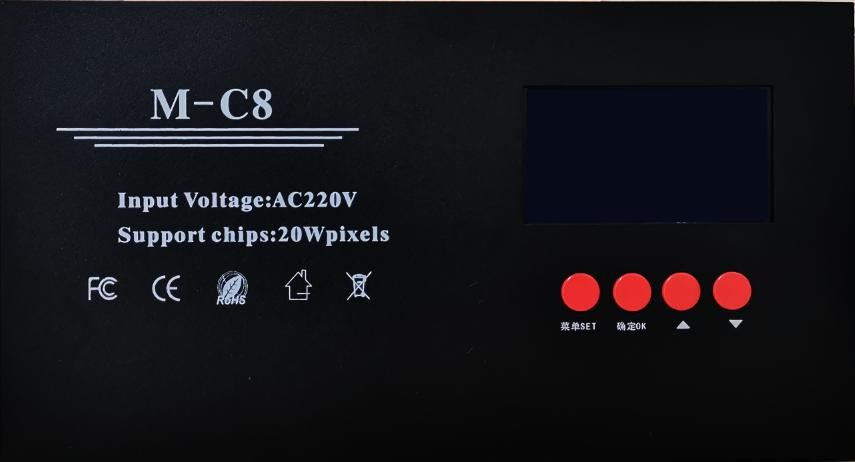 M-C8
Input Voltage:AC220V
Support chips:20Wpixels
FC CE RoHS
菜单SET 确定OK